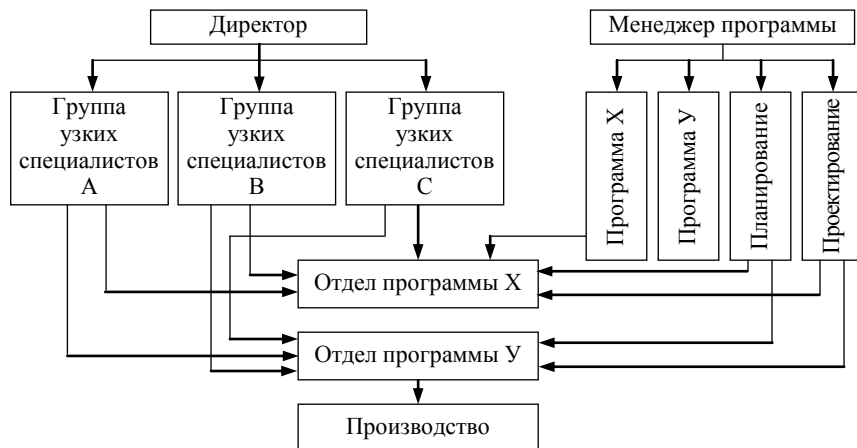 Директор
Менеджер программы
Группа
узких
специалистов
А
Группа
узких
специалистов
В
Группа
узких
специалистов
С
Программа Х
Программа У
Планирование
Проектирование
Отдел программы Х
Отдел программы У
Производство